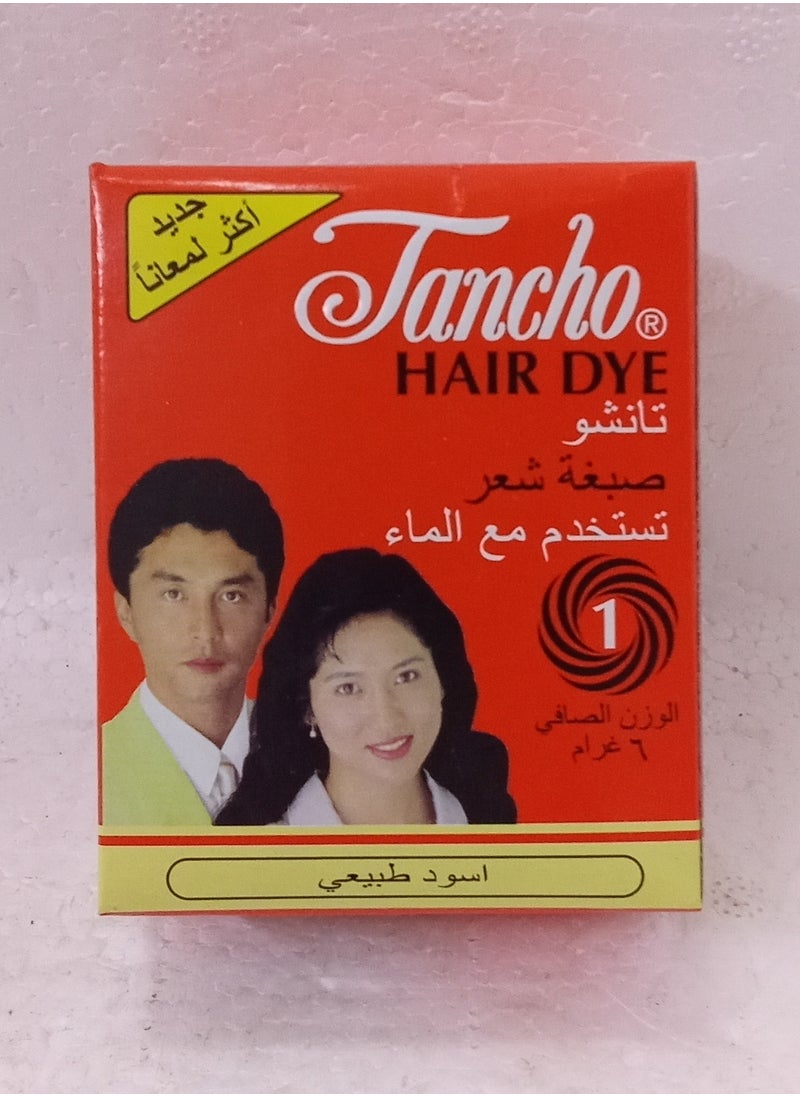 جديد
أكثر لمعاناً
Tancho®
HAIR DYE
تانشو
صبغة شعر
تستخدم مع الماء
1
الوزن الصافي
٦ غرام
اسود طبيعي